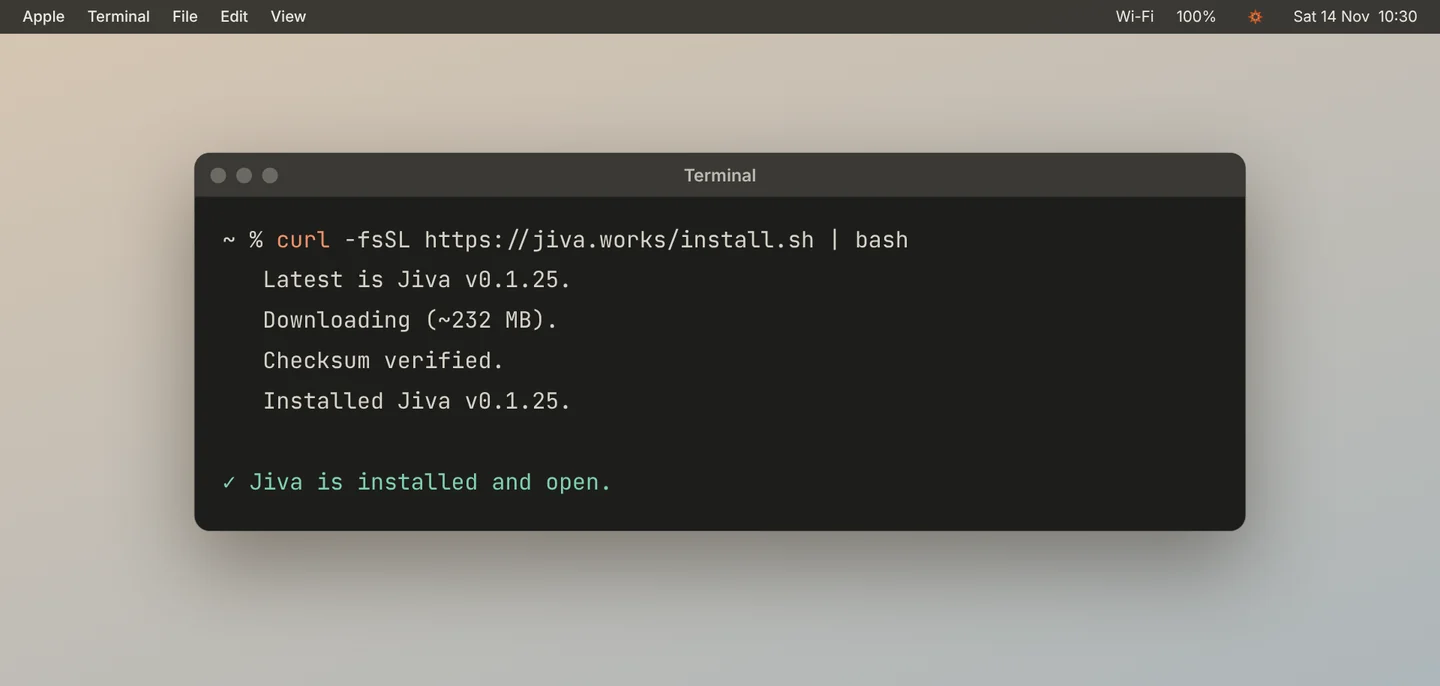 Apple Terminal File Edit View Wi-Fi 100% Sat 14 Nov 10:30
Terminal
~ % curl -fsSL https://jiva.works/install.sh | bash
Latest is Jiva v0.1.25.
Downloading (~232 MB).
Checksum verified.
Installed Jiva v0.1.25.
✓ Jiva is installed and open.